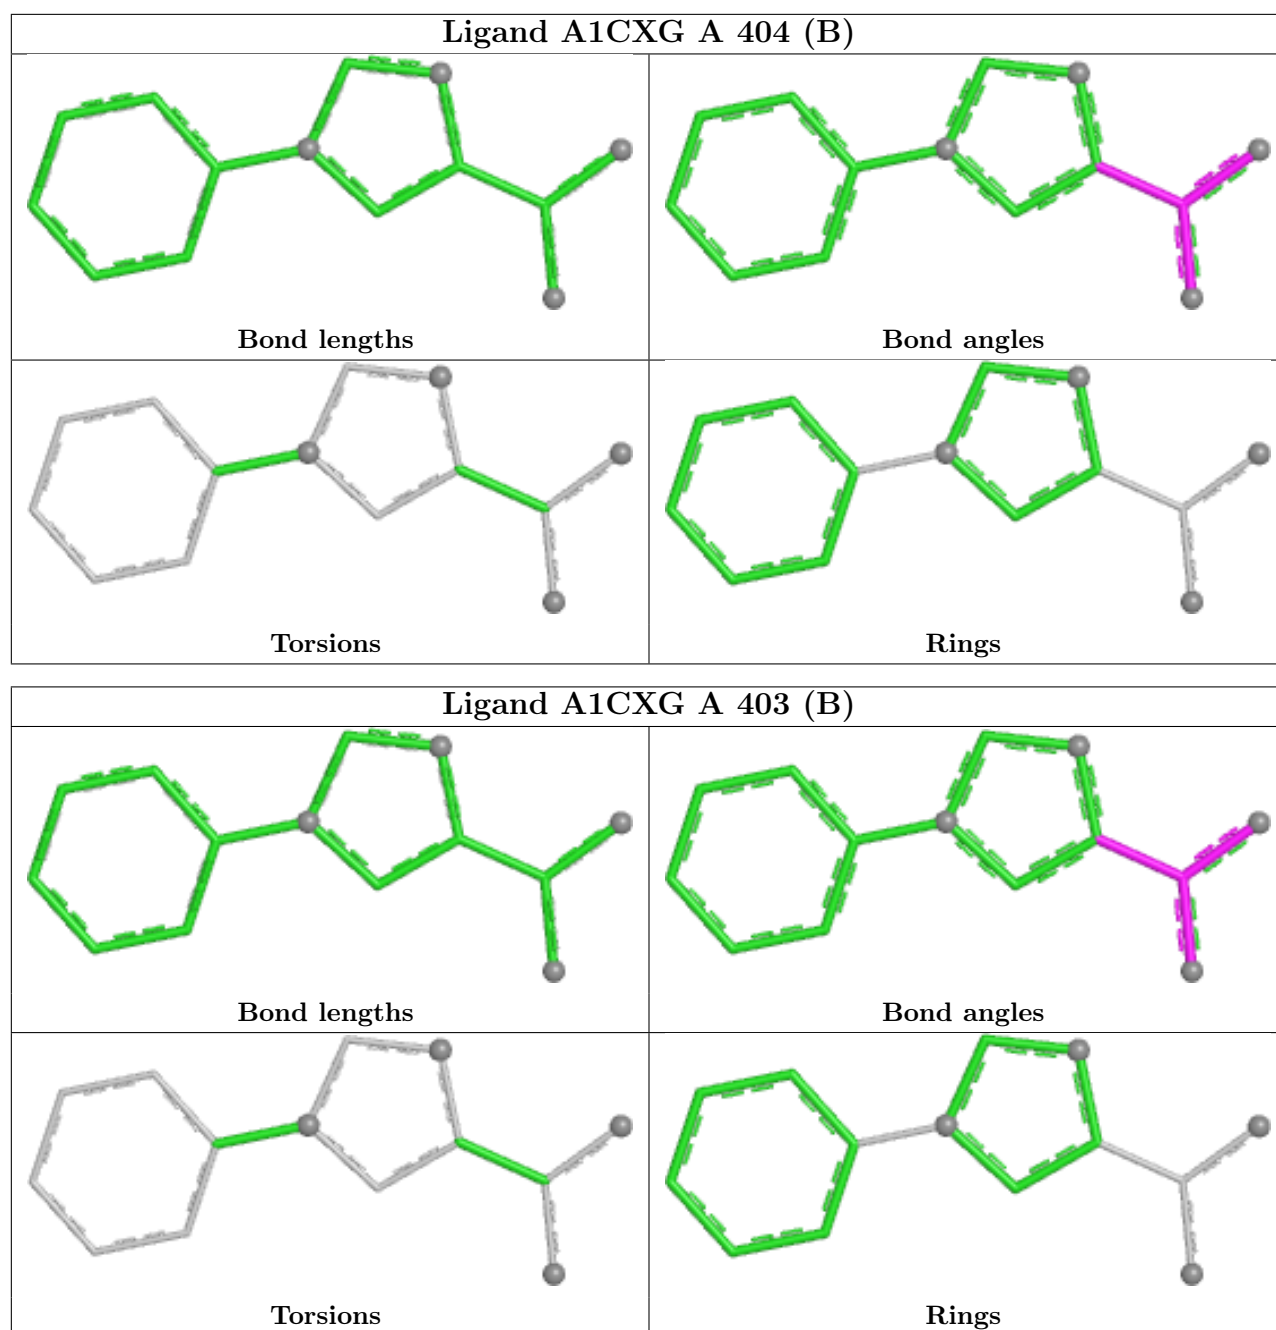 Ligand A1CXG A 404 (B)
Bond lengths
Bond angles
Torsions
Rings
Ligand A1CXG A 403 (B)
Bond lengths
Bond angles
Torsions
Rings